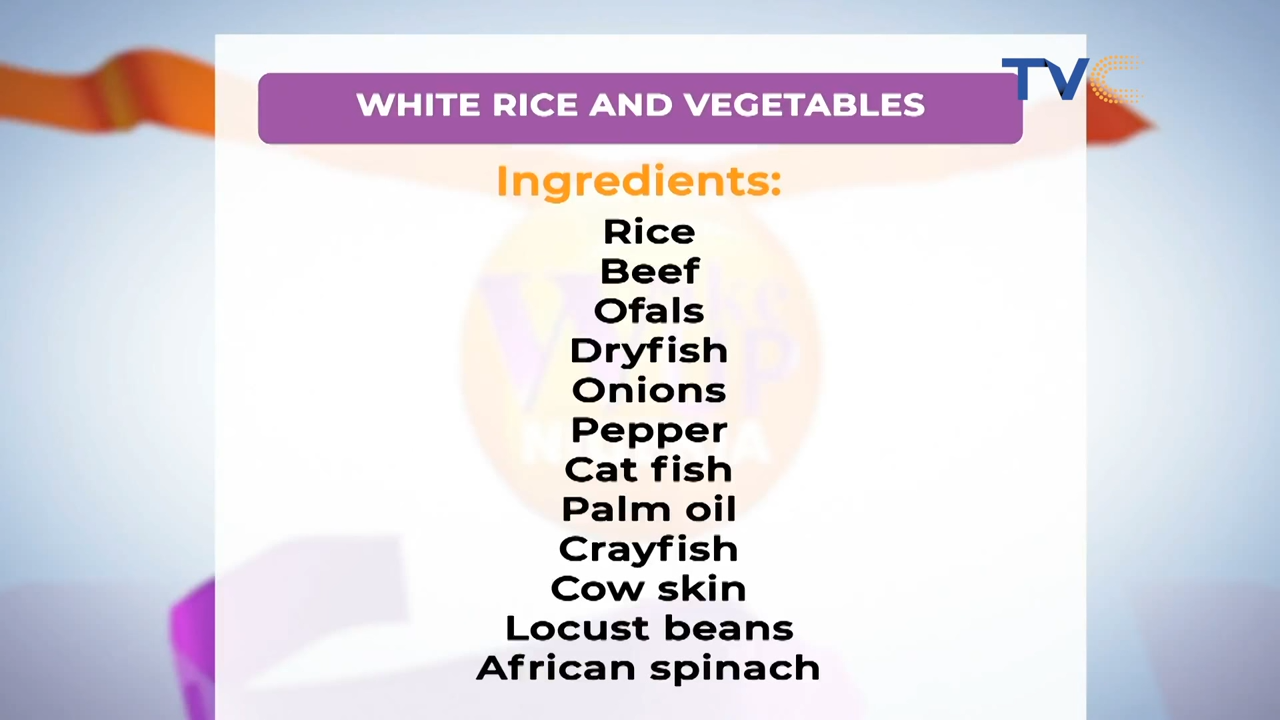 TVC
WHITE RICE AND VEGETABLES
Ingredients:
Rice
Beef
Ofals
Dryfish
Onions
Pepper
Cat fish
Palm oil
Crayfish
Cow skin
Locust beans
African spinach